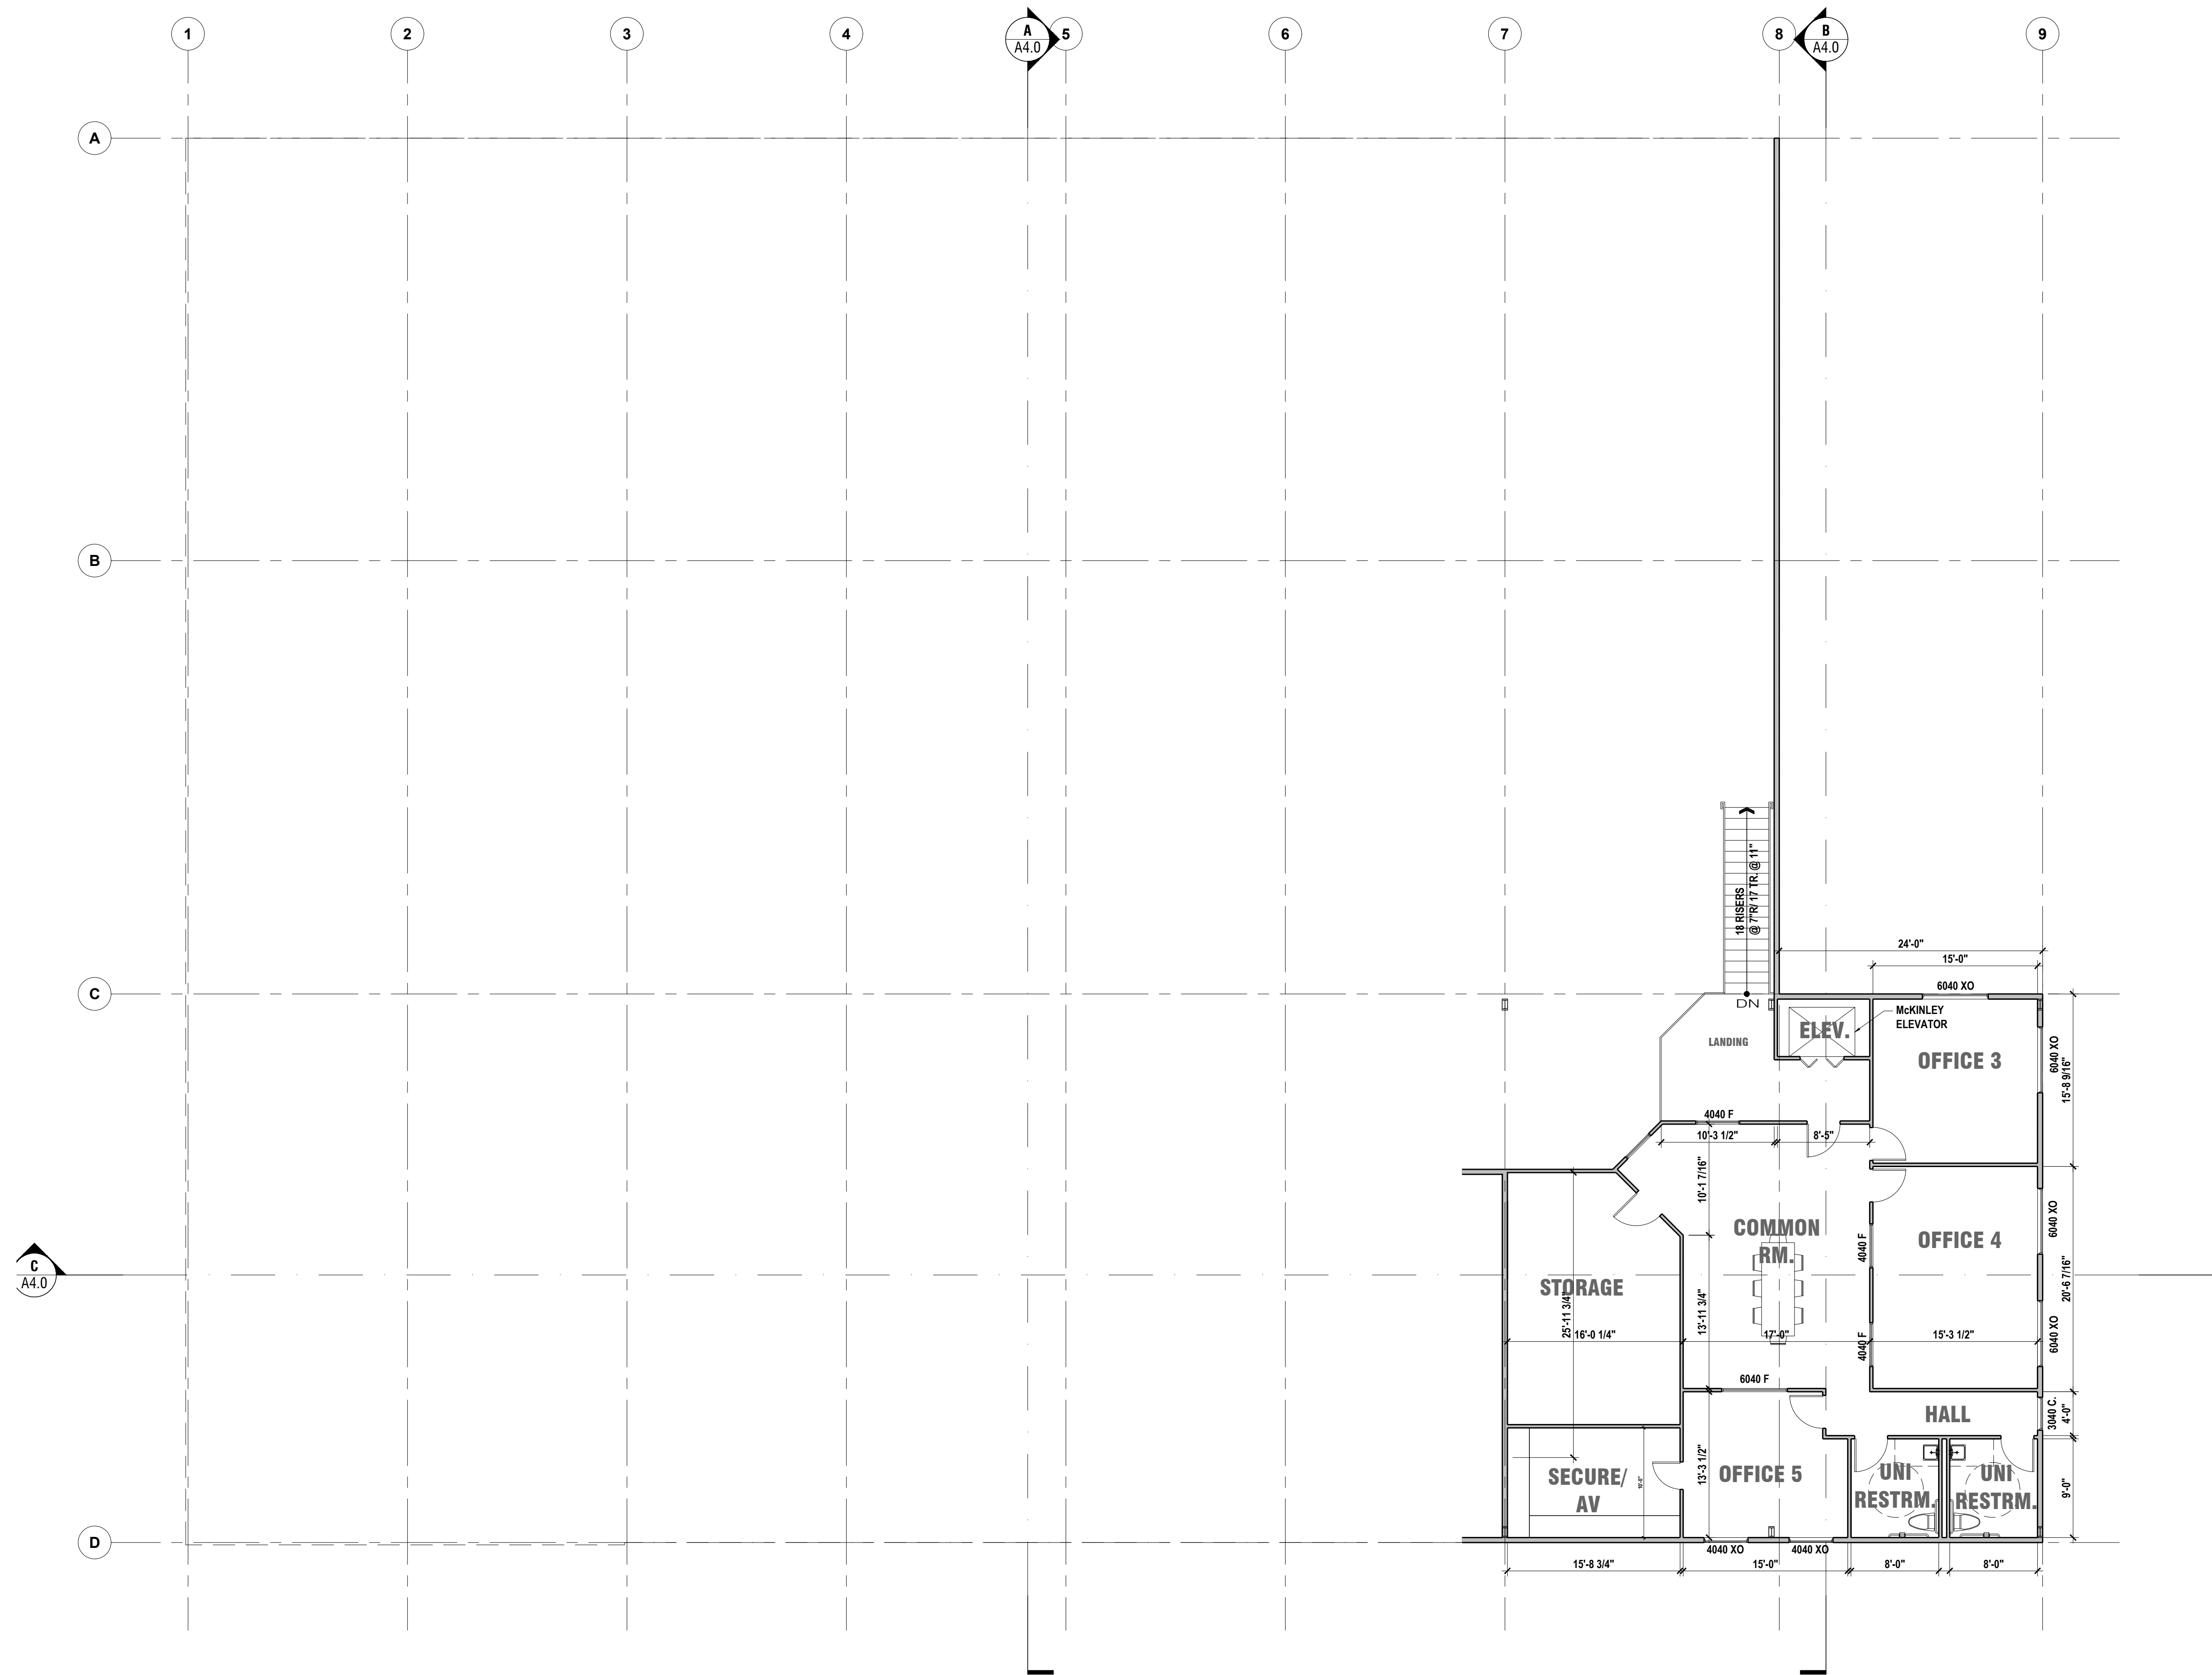 1
2
3
4
A
A4.0
5
6
7
8
B
A4.0
9
A
B
C
D
C
A4.0
18 RISERS
@ 7"R/ 17 TR. @ 11"
DN
24'-0"
15'-0"
6040 XO
McKINLEY
ELEVATOR
ELEV.
LANDING
OFFICE 3
6040 XO
15'-8 9/16"
4040 F
10'-3 1/2"
8'-5"
10'-1 7/16"
COMMON
RM.
4040 F
OFFICE 4
6040 XO
20'-6 7/16"
STORAGE
25'-11 3/4"
16'-0 1/4"
13'-11 3/4"
17'-0"
4040 F
15'-3 1/2"
6040 XO
6040 F
HALL
3040 C.
4'-0"
SECURE/
AV
10'-0"
13'-3 1/2"
OFFICE 5
UNI
RESTRM.
UNI
RESTRM.
9'-0"
4040 XO
4040 XO
15'-8 3/4"
15'-0"
8'-0"
8'-0"